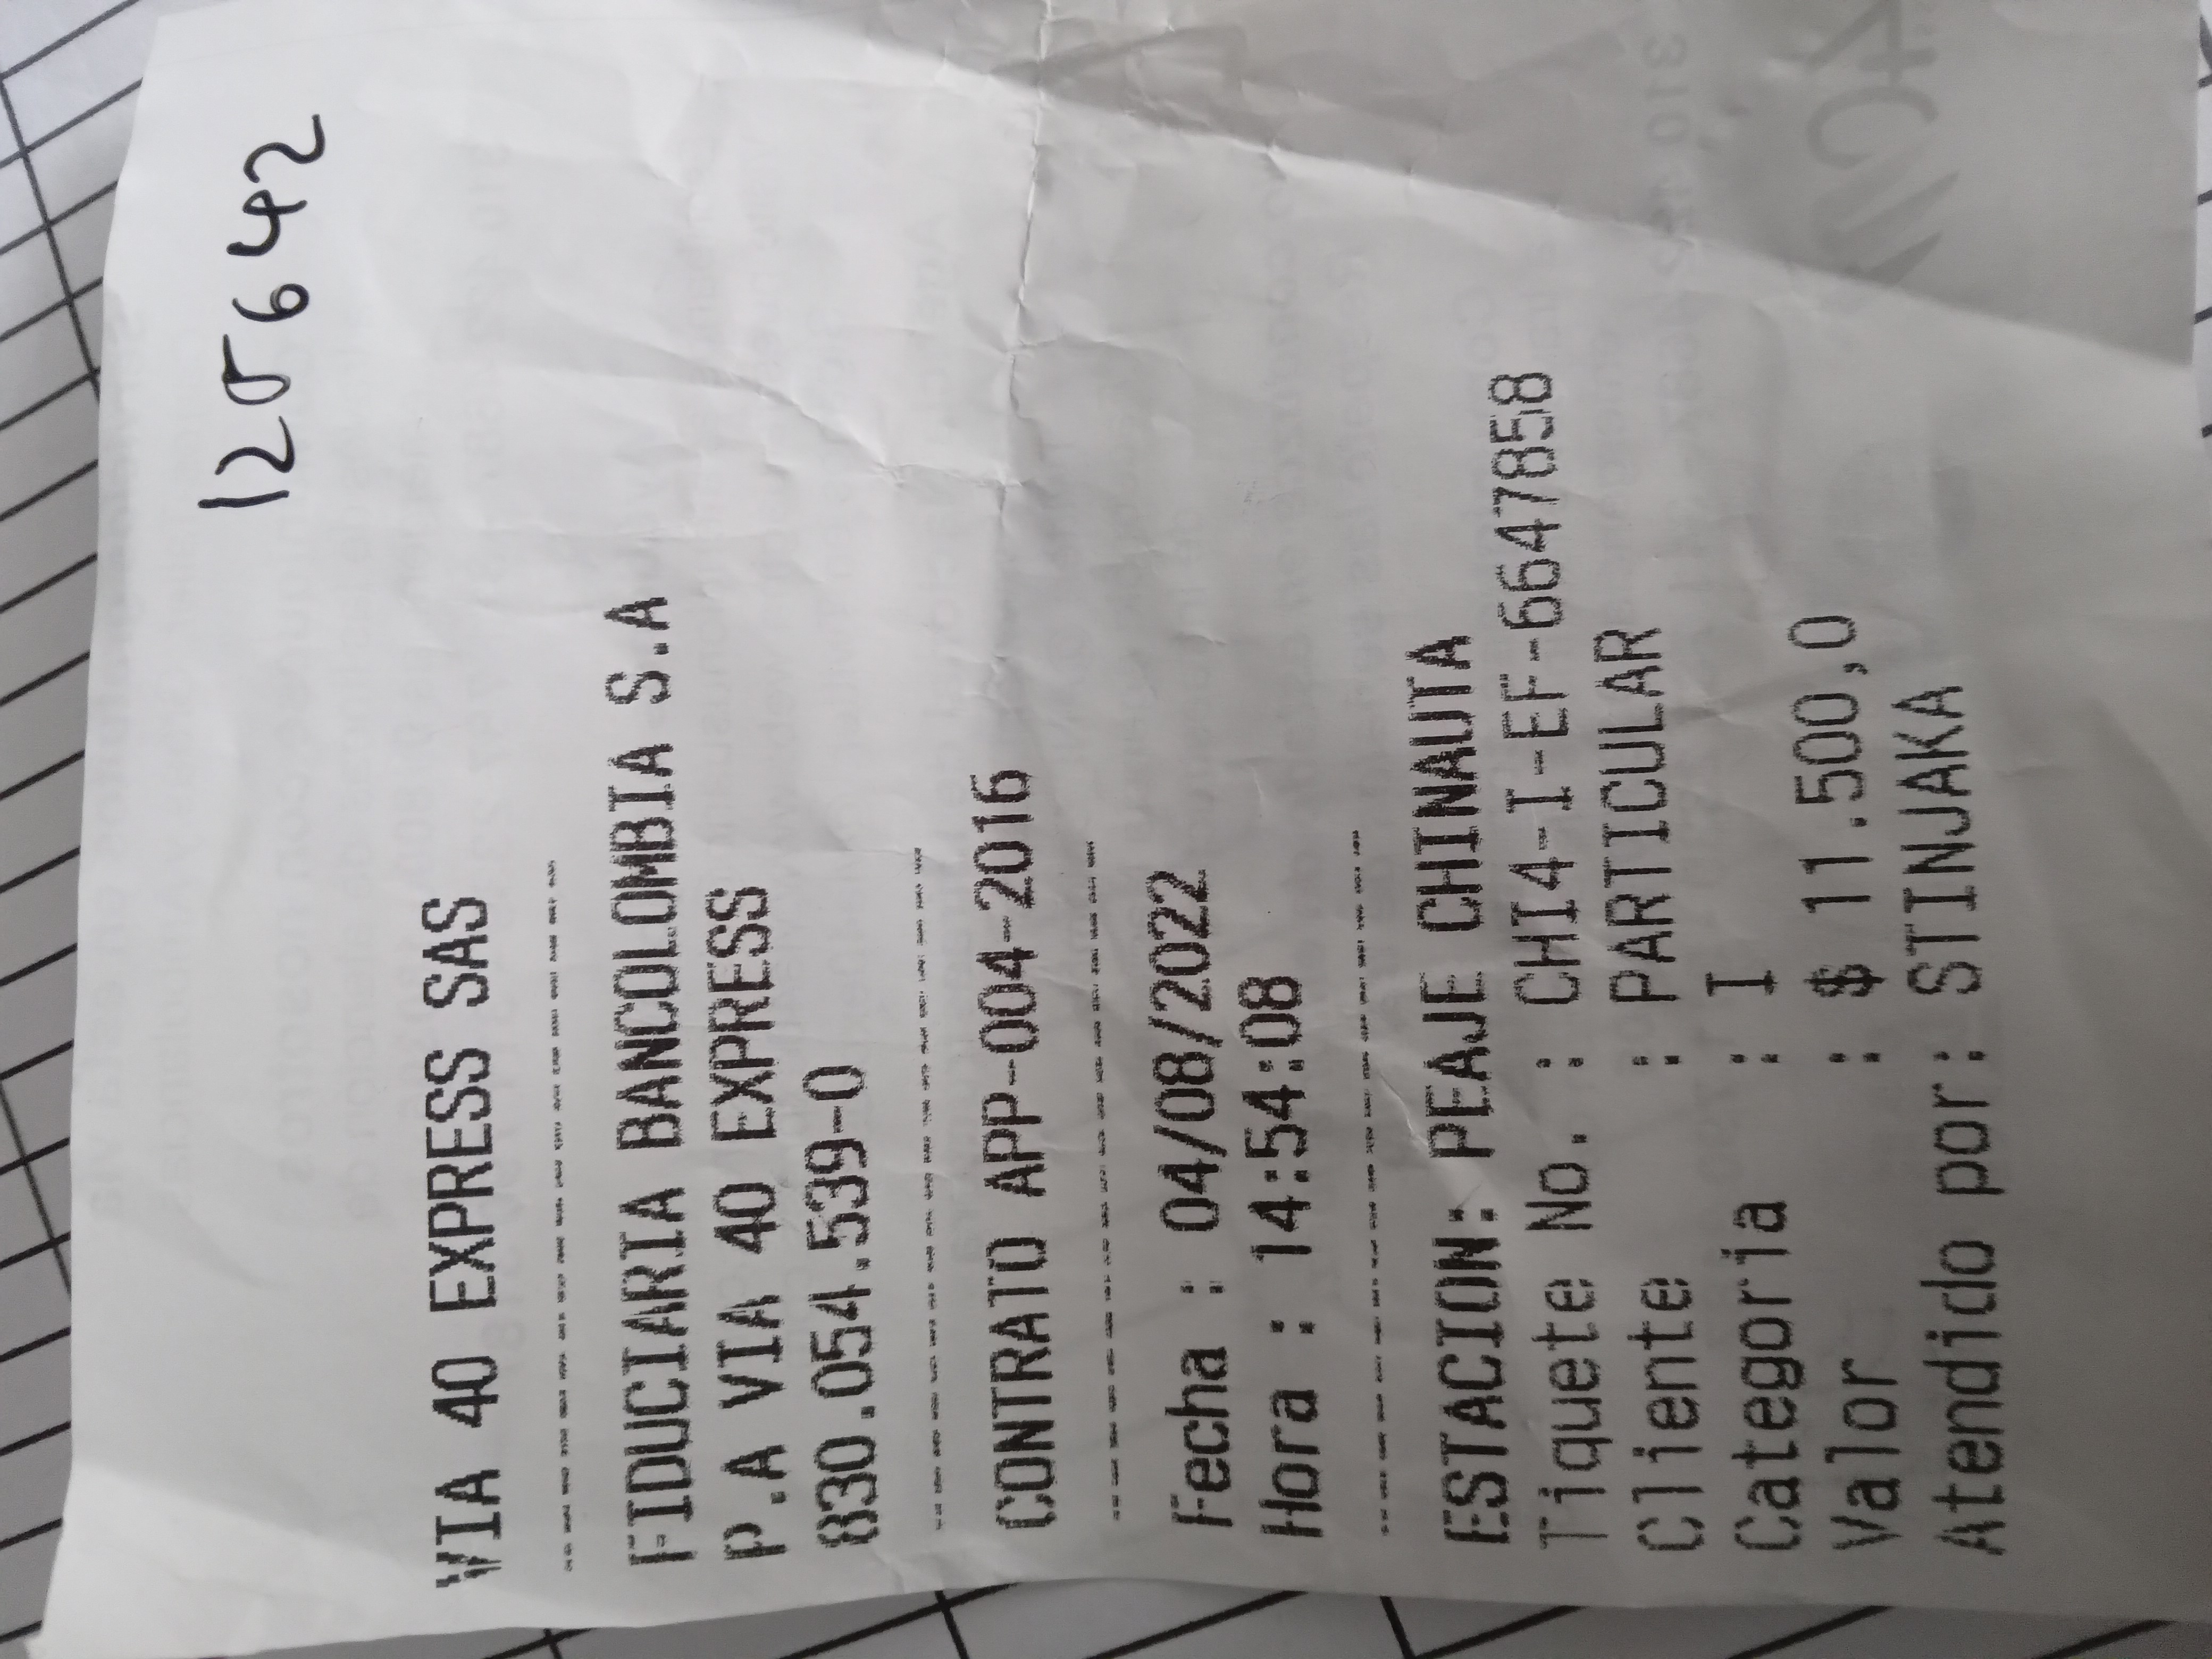 120642
VIA 40 EXPRESS SAS
--------------------------------
FIDUCIARIA BANCOLOMBIA S.A
P.A VIA 40 EXPRESS
830.054.539-0
--------------------------------
CONTRATO APP-004-2016
--------------------------------
Fecha : 04/08/2022
Hora : 14:54:08
--------------------------------
ESTACION: PEAJE CHINAUTA
Tiquete No. : CHI4-I-EF-6647858
Cliente : PARTICULAR
Categoria : I
Valor : $ 11.500,0
Atendido por: STINJAKA